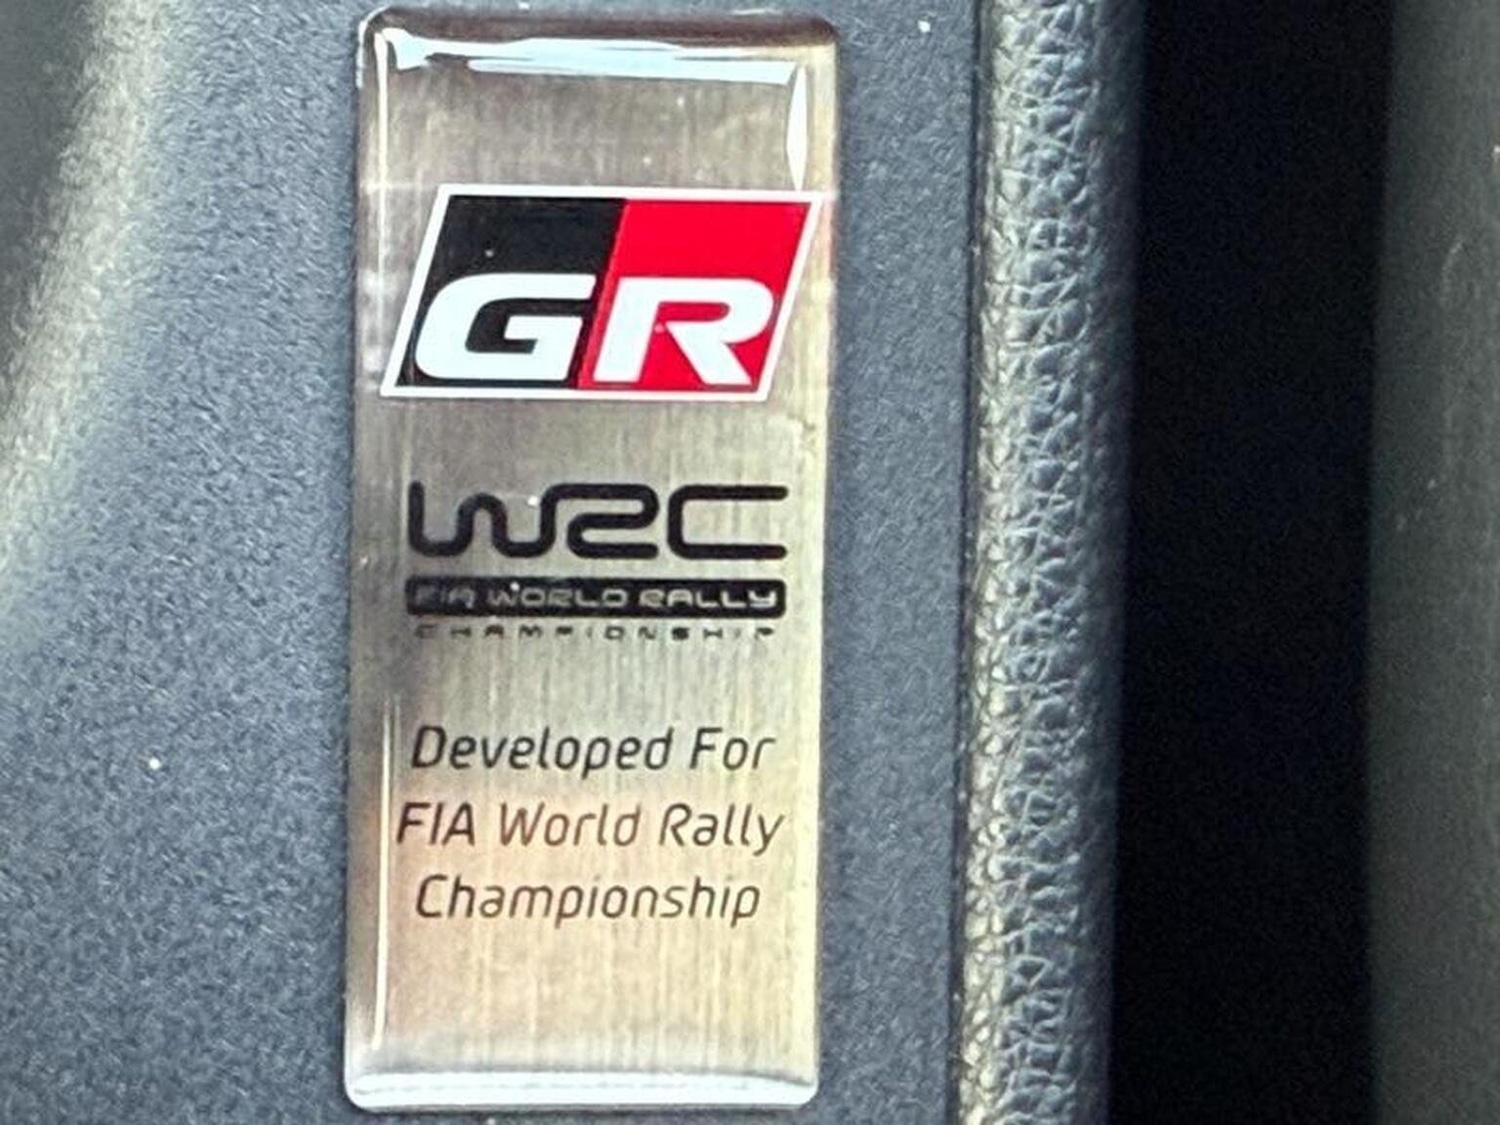 GR
WRC
FIA WORLD RALLY
CHAMPIONSHIP
Developed For
FIA World Rally
Championship